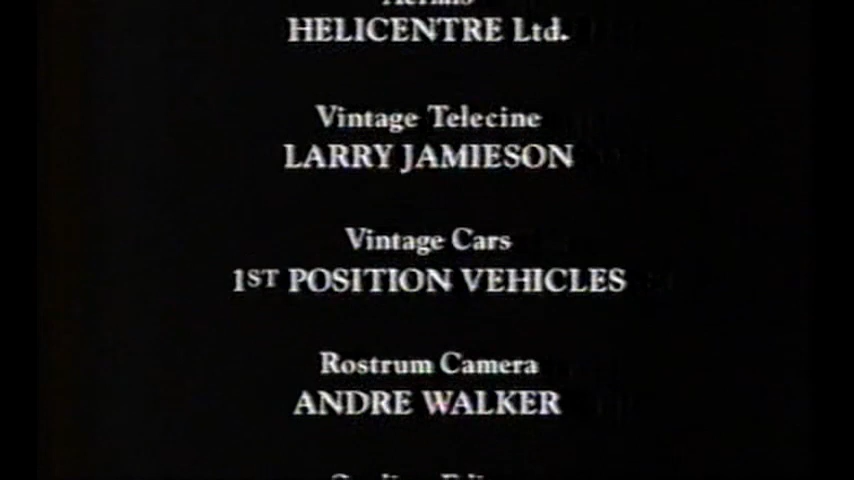 HELICENTRE Ltd.
Vintage Telecine
LARRY JAMIESON
Vintage Cars
1ST POSITION VEHICLES
Rostrum Camera
ANDRE WALKER